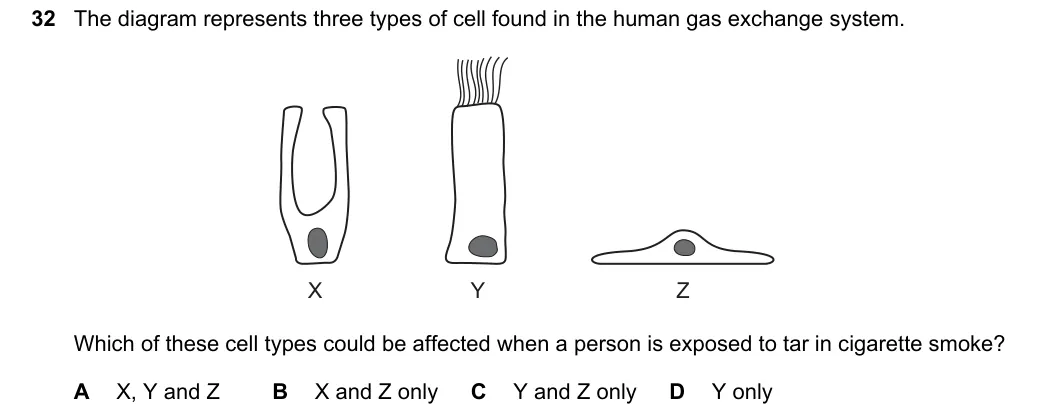 32 The diagram represents three types of cell found in the human gas exchange system.
X Y Z
Which of these cell types could be affected when a person is exposed to tar in cigarette smoke?
A X, Y and Z B X and Z only C Y and Z only D Y only